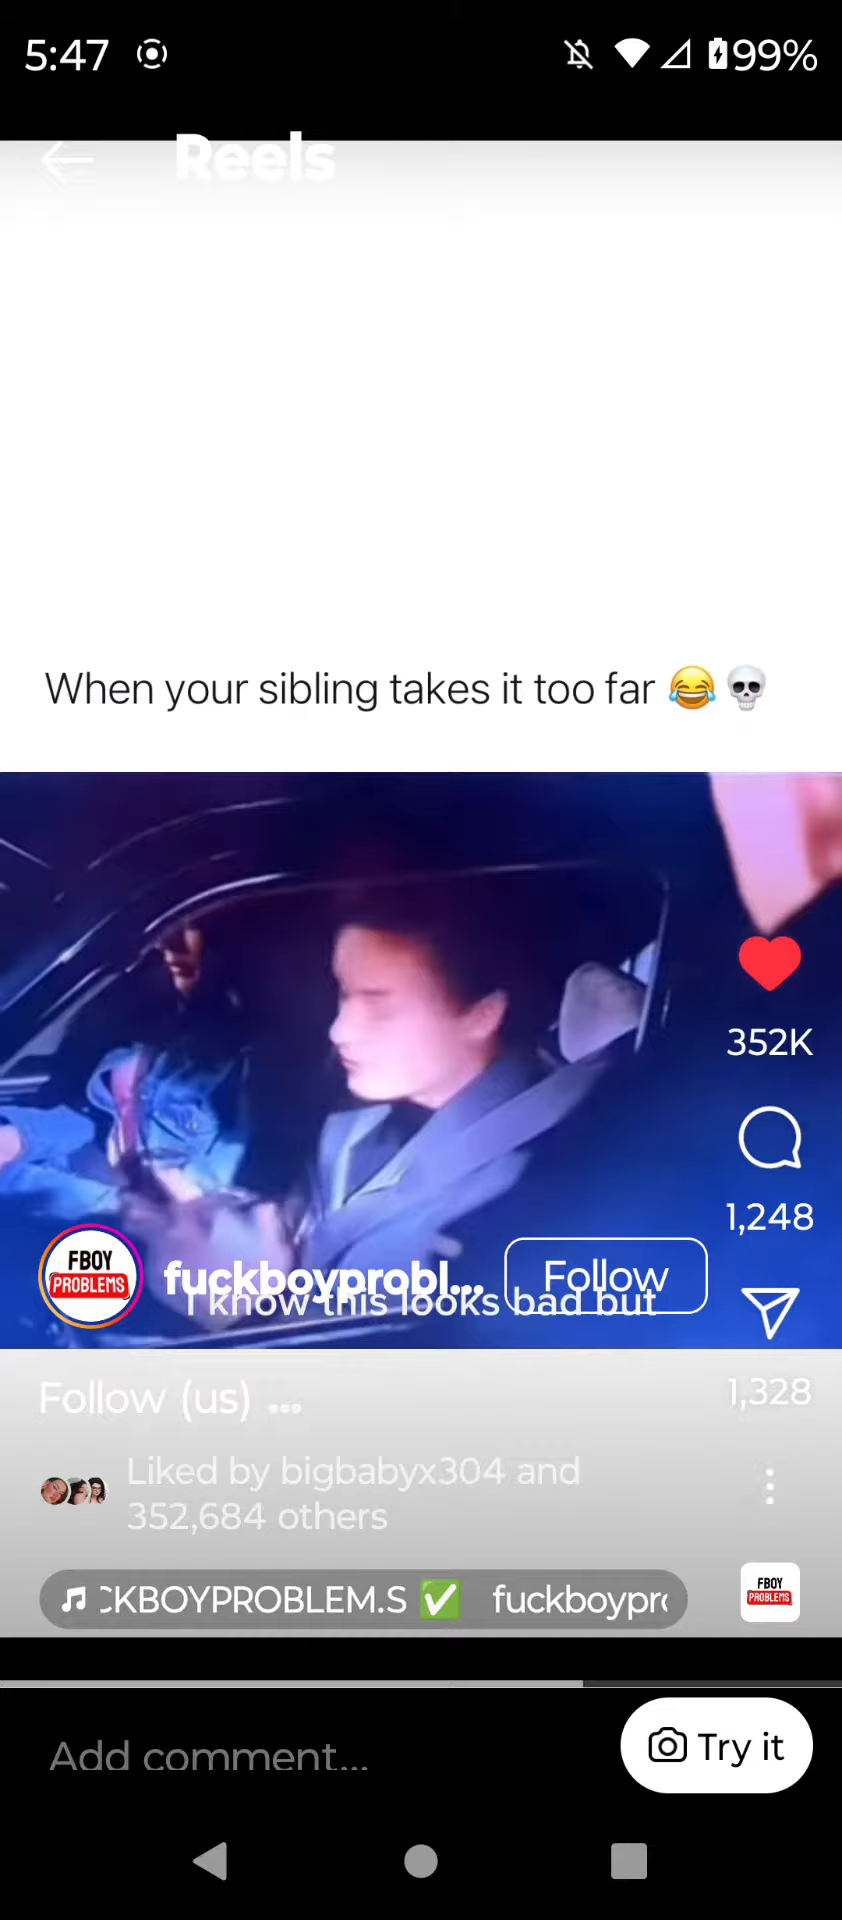 5:47
99%
Reels
When your sibling takes it too far 😂💀
352K
1,248
FBOY
PROBLEMS
fuckboyprobl...
Follow
I know this looks bad but
Follow (us) ...
1,328
Liked by bigbabyx304 and
352,684 others
CKBOYPROBLEM.S ✅ fuckboypr
FBOY
PROBLEMS
Add comment...
Try it